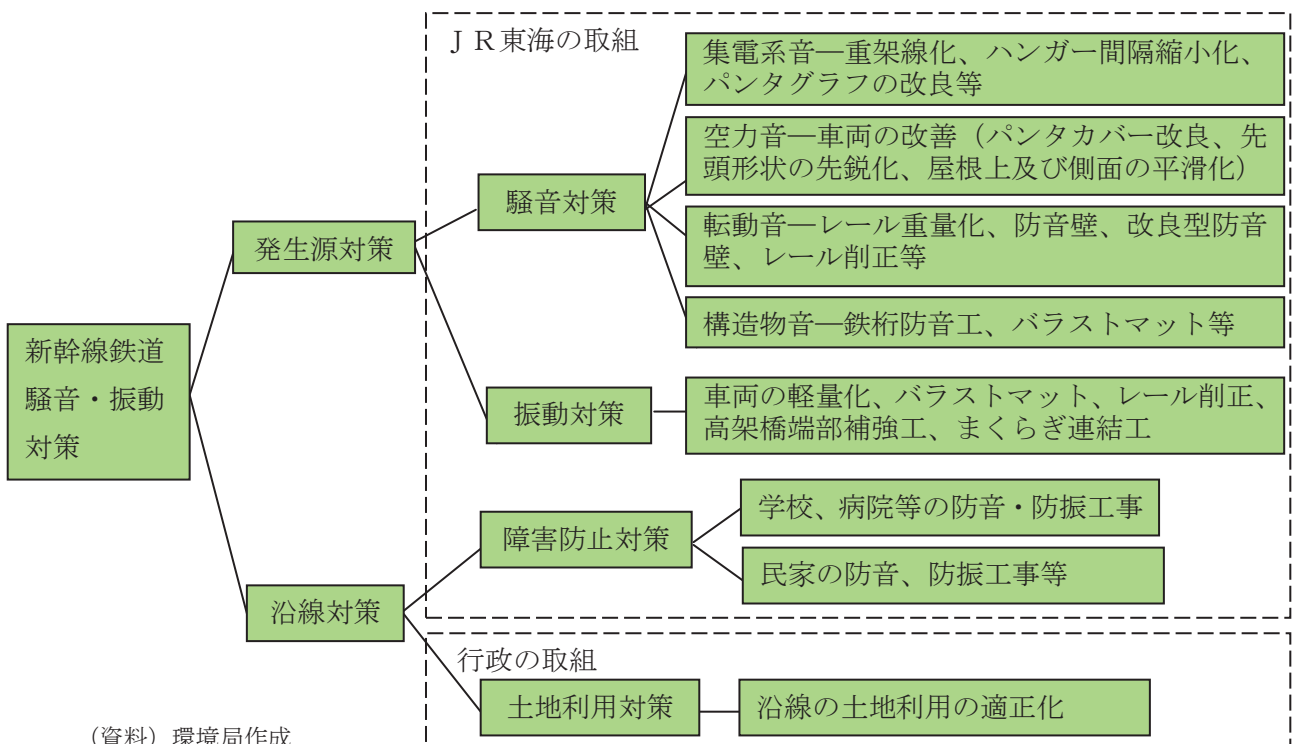 JR東海の取組
集電系音―重架線化、ハンガー間隔縮小化、
パンタグラフの改良等
空力音―車両の改善（パンタカバー改良、先
頭形状の先鋭化、屋根上及び側面の平滑化）
騒音対策
転動音―レール重量化、防音壁、改良型防音
壁、レール削正等
発生源対策
構造物音―鉄桁防音工、バラストマット等
新幹線鉄道
騒音・振動
対策
振動対策
車両の軽量化、バラストマット、レール削正、
高架橋端部補強工、まくらぎ連結工
学校、病院等の防音・防振工事
障害防止対策
民家の防音、防振工事等
沿線対策
行政の取組
土地利用対策
沿線の土地利用の適正化
（資料）環境局作成